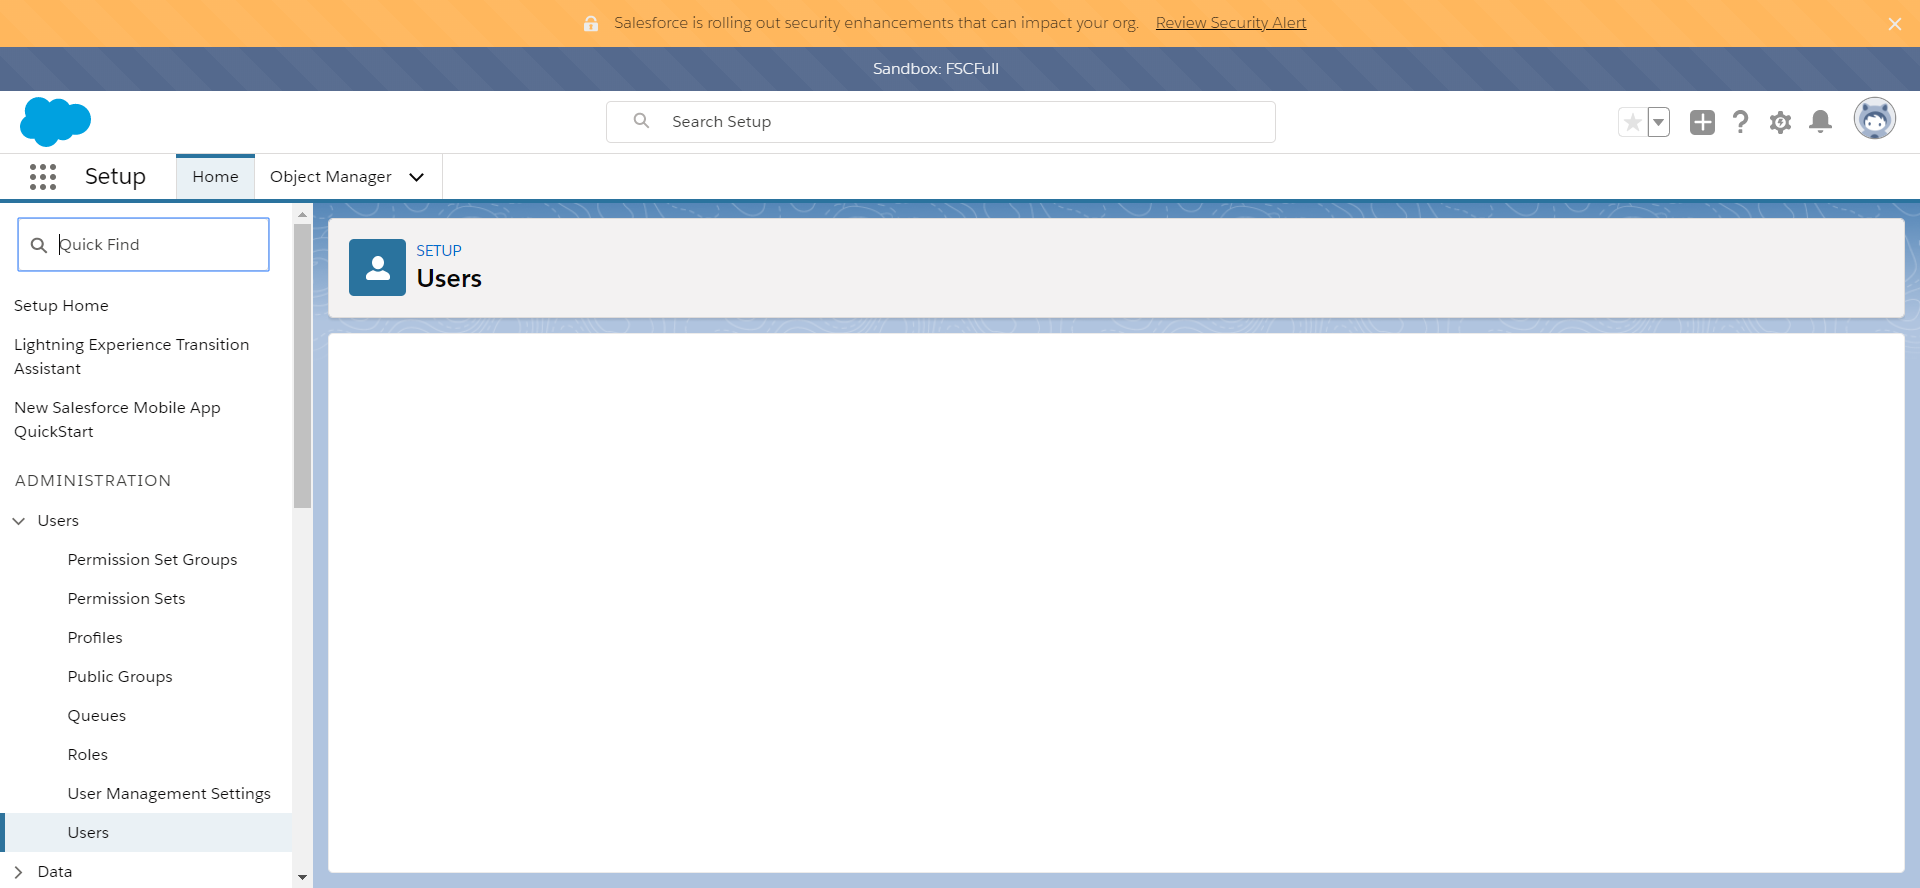 Salesforce is rolling out security enhancements that can impact your org. Review Security Alert
Sandbox: FSCFull
Search Setup
Setup
Home
Object Manager
Quick Find
Setup Home
Lightning Experience Transition
Assistant
New Salesforce Mobile App
QuickStart
ADMINISTRATION
Users
Permission Set Groups
Permission Sets
Profiles
Public Groups
Queues
Roles
User Management Settings
Users
Data
SETUP
Users